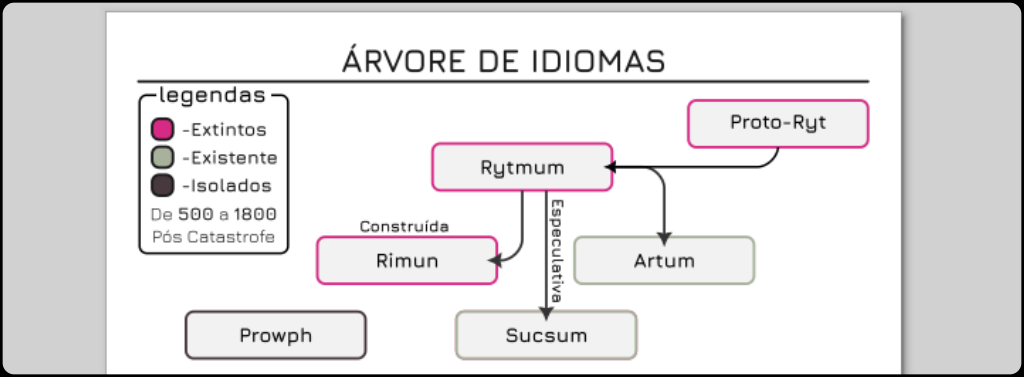 ÁRVORE DE IDIOMAS
legendas
-Extintos
-Existente
-Isolados
De 500 a 1800
Pós Catastrofe
Proto-Ryt
Rytmum
Construída
Especulativa
Rimun
Artum
Prowph
Sucsum